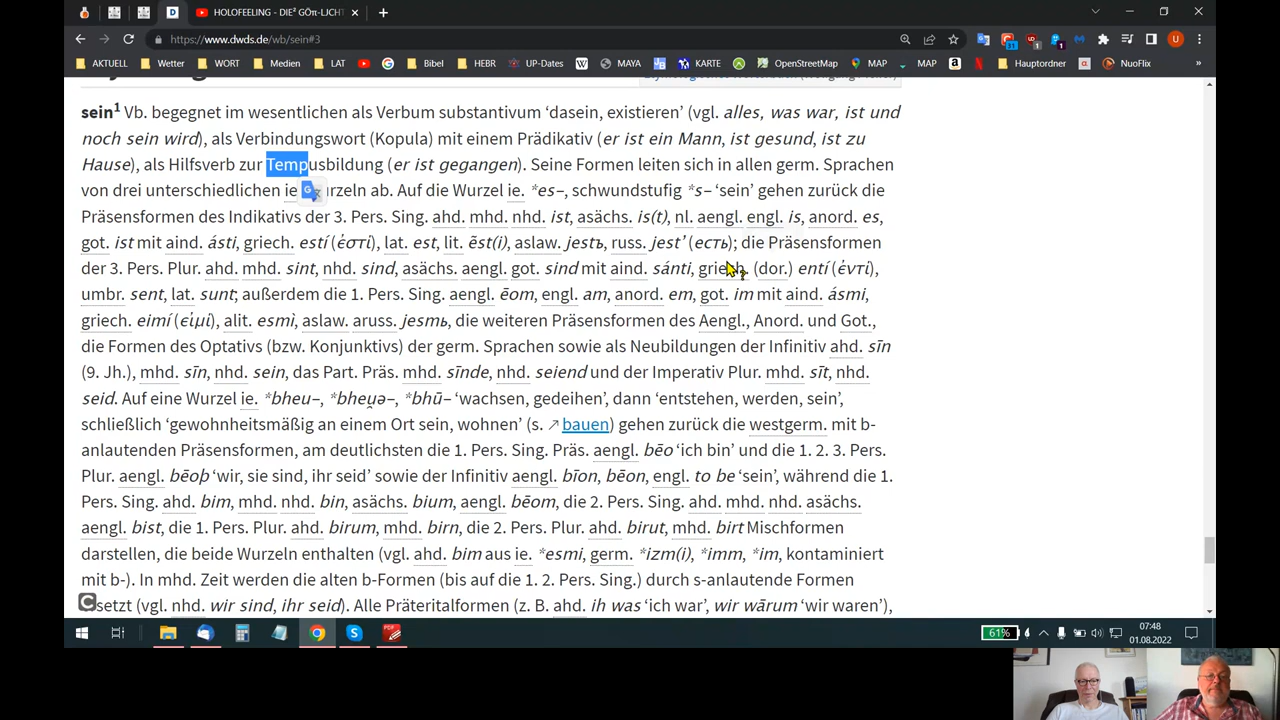 HOLOFEELING - DIE² GÖπ-LJCHT
https://www.dwds.de/wb/sein#3
AKTUELL Wetter WORT Medien LAT Bibel HEBR UP-Dates MAYA KARTE OpenStreetMap MAP MAP Hauptordner NuoFlix
sein¹ Vb. begegnet im wesentlichen als Verbum substantivum ‘dasein, existieren’ (vgl. alles, was war, ist und
noch sein wird), als Verbindungswort (Kopula) mit einem Prädikativ (er ist ein Mann, ist gesund, ist zu
Hause), als Hilfsverb zur Tempusbildung (er ist gegangen). Seine Formen leiten sich in allen germ. Sprachen
von drei unterschiedlichen ie urzeln ab. Auf die Wurzel ie. *es–, schwundstufig *s– ‘sein’ gehen zurück die
Präsensformen des Indikativs der 3. Pers. Sing. ahd. mhd. nhd. ist, asächs. is(t), nl. aengl. engl. is, anord. es,
got. ist mit aind. ásti, griech. estí (ἐστί), lat. est, lit. ẽst(i), aslaw. jestъ, russ. jest’ (есть); die Präsensformen
der 3. Pers. Plur. ahd. mhd. sint, nhd. sind, asächs. aengl. got. sind mit aind. sánti, griech. (dor.) entí (ἐντί),
umbr. sent, lat. sunt; außerdem die 1. Pers. Sing. aengl. ēom, engl. am, anord. em, got. im mit aind. ásmi,
griech. eimí (εἰμί), alit. esmi, aslaw. aruss. jesmь, die weiteren Präsensformen des Aengl., Anord. und Got.,
die Formen des Optativs (bzw. Konjunktivs) der germ. Sprachen sowie als Neubildungen der Infinitiv ahd. sīn
(9. Jh.), mhd. sīn, nhd. sein, das Part. Präs. mhd. sīnde, nhd. seiend und der Imperativ Plur. mhd. sīt, nhd.
seid. Auf eine Wurzel ie. *bheu–, *bheu̯ə–, *bhū– ‘wachsen, gedeihen’, dann ‘entstehen, werden, sein’,
schließlich ‘gewohnheitsmäßig an einem Ort sein, wohnen’ (s. ↗bauen) gehen zurück die westgerm. mit b-
anlautenden Präsensformen, am deutlichsten die 1. Pers. Sing. Präs. aengl. bēo ‘ich bin’ und die 1. 2. 3. Pers.
Plur. aengl. bēoþ ‘wir, sie sind, ihr seid’ sowie der Infinitiv aengl. bīon, bēon, engl. to be ‘sein’, während die 1.
Pers. Sing. ahd. bim, mhd. nhd. bin, asächs. bium, aengl. bēom, die 2. Pers. Sing. ahd. mhd. nhd. asächs.
aengl. bist, die 1. Pers. Plur. ahd. birum, mhd. birn, die 2. Pers. Plur. ahd. birut, mhd. birt Mischformen
darstellen, die beide Wurzeln enthalten (vgl. ahd. bim aus ie. *esmi, germ. *izm(i), *imm, *im, kontaminiert
mit b-). In mhd. Zeit werden die alten b-Formen (bis auf die 1. 2. Pers. Sing.) durch s-anlautende Formen
setzt (vgl. nhd. wir sind, ihr seid). Alle Präteritalformen (z. B. ahd. ih was ‘ich war’, wir wārum ‘wir waren’),
61%
07:48
01.08.2022